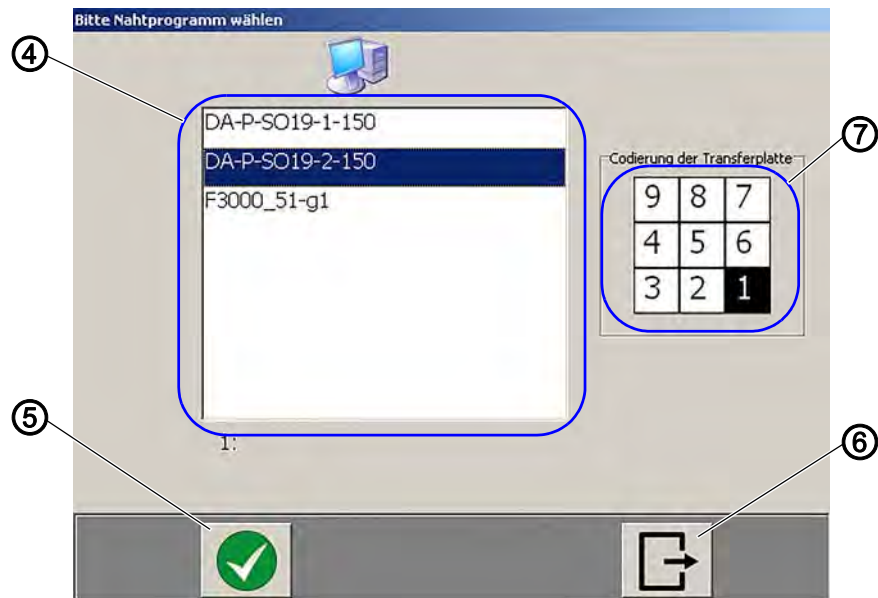 Bitte Nahtprogramm wählen
4
DA-P-SO19-1-150
DA-P-SO19-2-150
F3000_51-g1
7
Codierung der Transferplatte
9 8 7
4 5 6
3 2 1
5
1:
6